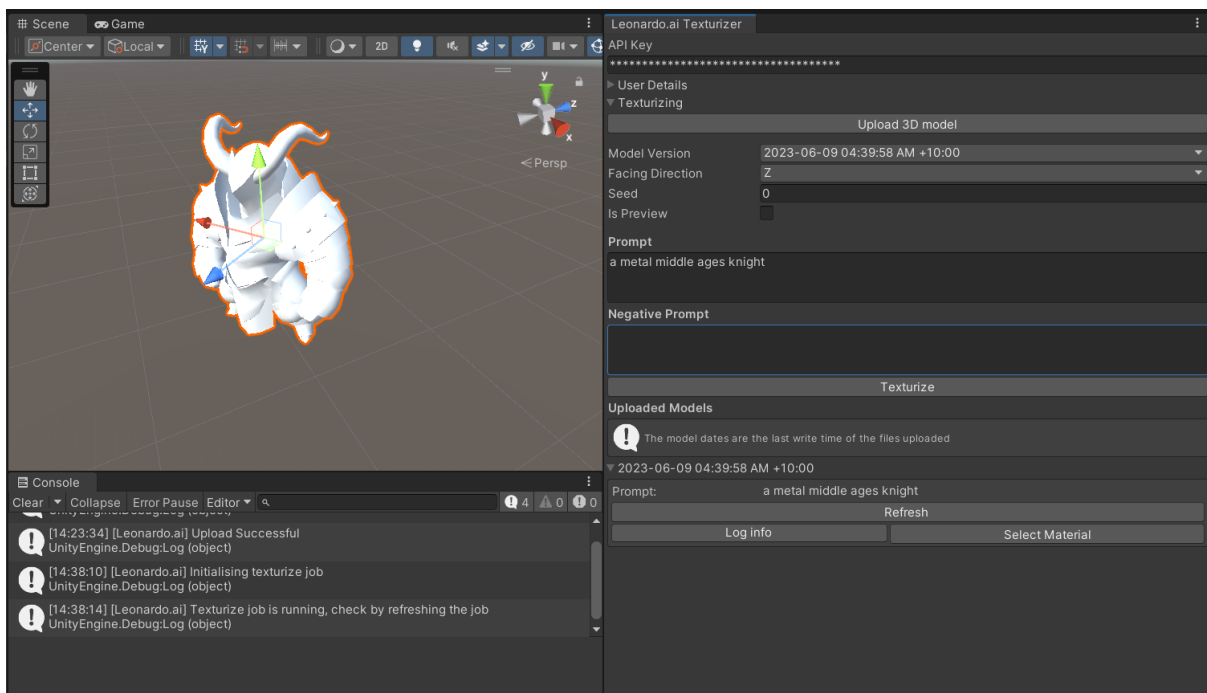 Scene Game
Center Local 2D
y
z
x
Persp
Console
Clear Collapse Error Pause Editor 4 0 0
UnityEngine.Debug:Log (object)
[14:23:34] [Leonardo.ai] Upload Successful
UnityEngine.Debug:Log (object)
[14:38:10] [Leonardo.ai] Initialising texturize job
UnityEngine.Debug:Log (object)
[14:38:14] [Leonardo.ai] Texturize job is running, check by refreshing the job
UnityEngine.Debug:Log (object)
Leonardo.ai Texturizer
API Key
************************************
User Details
Texturizing
Upload 3D model
Model Version 2023-06-09 04:39:58 AM +10:00
Facing Direction Z
Seed 0
Is Preview
Prompt
a metal middle ages knight
Negative Prompt
Texturize
Uploaded Models
The model dates are the last write time of the files uploaded
2023-06-09 04:39:58 AM +10:00
Prompt: a metal middle ages knight
Refresh
Log info Select Material